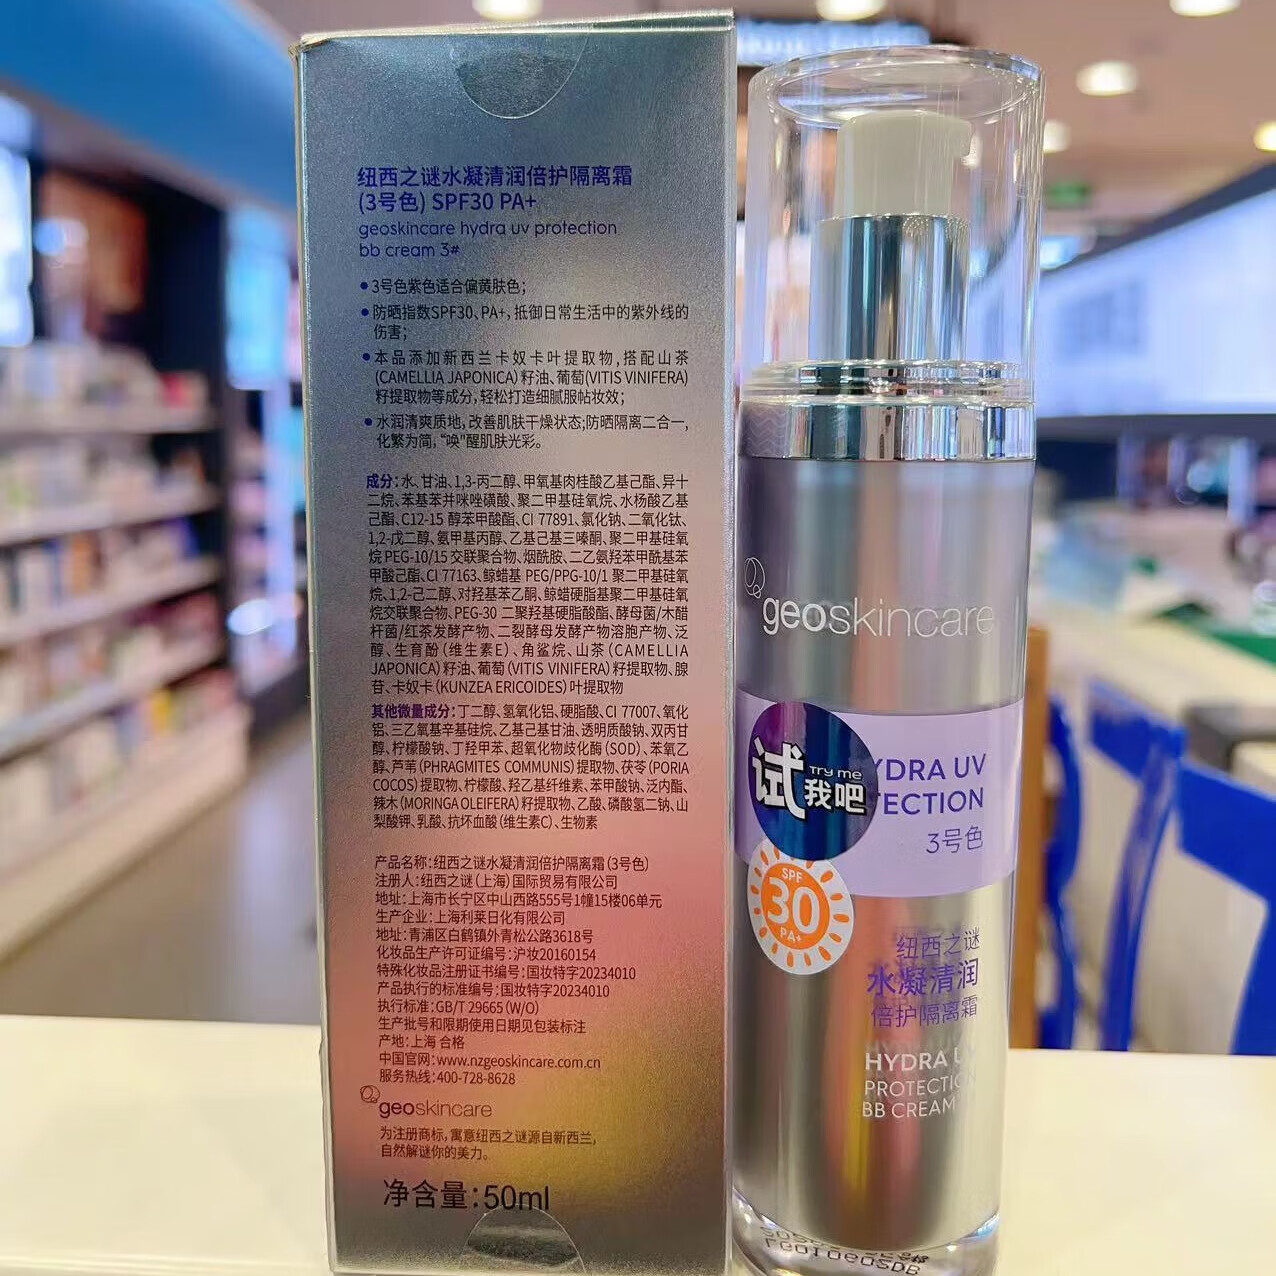 纽西之谜水凝清润倍护隔离霜
(3号色) SPF30 PA+
geoskincare hydra uv protection
bb cream 3#
• 3号色紫色适合偏黄肤色;
• 防晒指数SPF30、PA+,抵御日常生活中的紫外线的
伤害;
• 本品添加新西兰卡奴卡叶提取物,搭配山茶
(CAMELLIA JAPONICA)籽油、葡萄(VITIS VINIFERA)
籽提取物等成分,轻松打造细腻服帖妆效;
• 水润清爽质地,改善肌肤干燥状态;防晒隔离二合一,
化繁为简,“唤”醒肌肤光彩。
成分:水、甘油、1,3-丙二醇、甲氧基肉桂酸乙基己酯、异十
二烷、苯基苯并咪唑磺酸、聚二甲基硅氧烷、水杨酸乙基
己酯、C12-15 醇苯甲酸酯、CI 77891、氯化钠、二氧化钛、
1,2-戊二醇、氨甲基丙醇、乙基己基三嗪酮、聚二甲基硅氧
烷 PEG-10/15 交联聚合物、烟酰胺、二乙氨羟苯甲酰基苯
甲酸己酯、CI 77163、鲸蜡基 PEG/PPG-10/1 聚二甲基硅氧
烷、1,2-己二醇、对羟基苯乙酮、鲸蜡硬脂基聚二甲基硅氧
烷交联聚合物、PEG-30 二聚羟基硬脂酸酯、酵母菌/木醋
杆菌/红茶发酵产物、二裂酵母发酵产物溶胞产物、泛
醇、生育酚(维生素E)、角鲨烷、山茶(CAMELLIA
JAPONICA)籽油、葡萄(VITIS VINIFERA)籽提取物、腺
苷、卡奴卡(KUNZEA ERICOIDES)叶提取物
其他微量成分:丁二醇、氢氧化铝、硬脂酸、CI 77007、氧化
铝、三乙氧基辛基硅烷、乙基己基甘油、透明质酸钠、双丙甘
醇、柠檬酸钠、丁羟甲苯、超氧化物歧化酶(SOD)、苯氧乙
醇、芦苇(PHRAGMITES COMMUNIS)提取物、茯苓(PORIA
COCOS)提取物、柠檬酸、羟乙基纤维素、苯甲酸钠、泛内酯、
辣木(MORINGA OLEIFERA)籽提取物、乙酸、磷酸氢二钠、山
梨酸钾、乳酸、抗坏血酸(维生素C)、生物素
产品名称:纽西之谜水凝清润倍护隔离霜(3号色)
注册人:纽西之谜(上海)国际贸易有限公司
地址:上海市长宁区中山西路555号1幢15楼06单元
生产企业:上海利莱日化有限公司
地址:青浦区白鹤镇外青松公路3618号
化妆品生产许可证编号:沪妆20160154
特殊化妆品注册证书编号:国妆特字20234010
产品执行的标准编号:国妆特字20234010
执行标准:GB/T 29665(W/O)
生产批号和限期使用日期见包装标注
产地:上海 合格
中国官网:www.nzgeoskincare.com.cn
服务热线:400-728-8628
geoskincare
为注册商标,寓意纽西之谜源自新西兰,
自然解谜你的美力。
净含量:50ml
geoskincare
YDRA UV
TECTION
3号色
试 Try me
我吧
SPF
30
PA+
纽西之谜
水凝清润
倍护隔离霜
HYDRA U
PROTECTION
BB CREAM